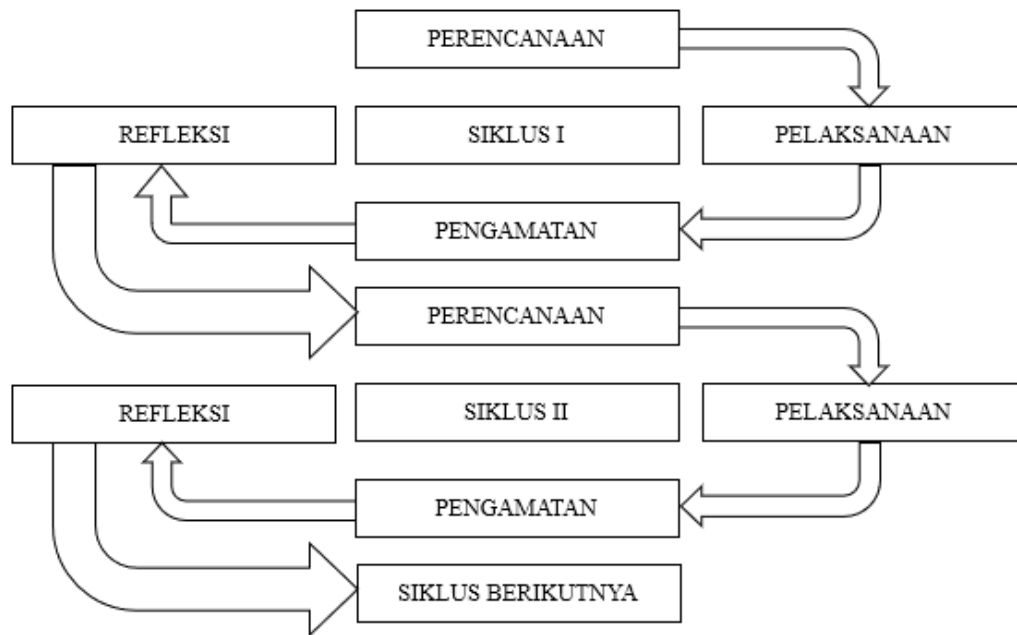 PERENCANAAN
REFLEKSI
SIKLUS I
PELAKSANAAN
PENGAMATAN
PERENCANAAN
REFLEKSI
SIKLUS II
PELAKSANAAN
PENGAMATAN
SIKLUS BERIKUTNYA